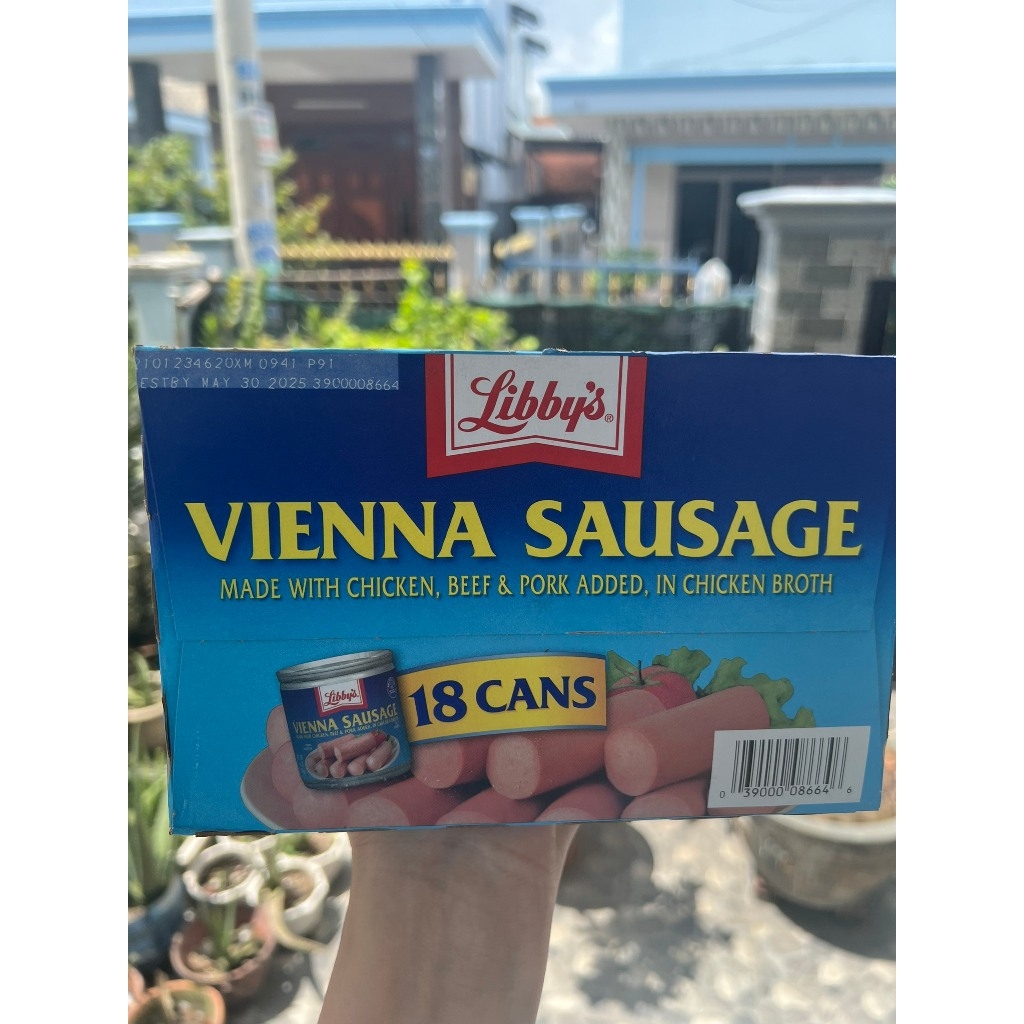 101234620XM 0941 P91
ESTBY MAY 30 2025 3900008664
Libby's®
VIENNA SAUSAGE
MADE WITH CHICKEN, BEEF & PORK ADDED, IN CHICKEN BROTH
Libby's
VIENNA SAUSAGE
18 CANS
0 39000 08664 6